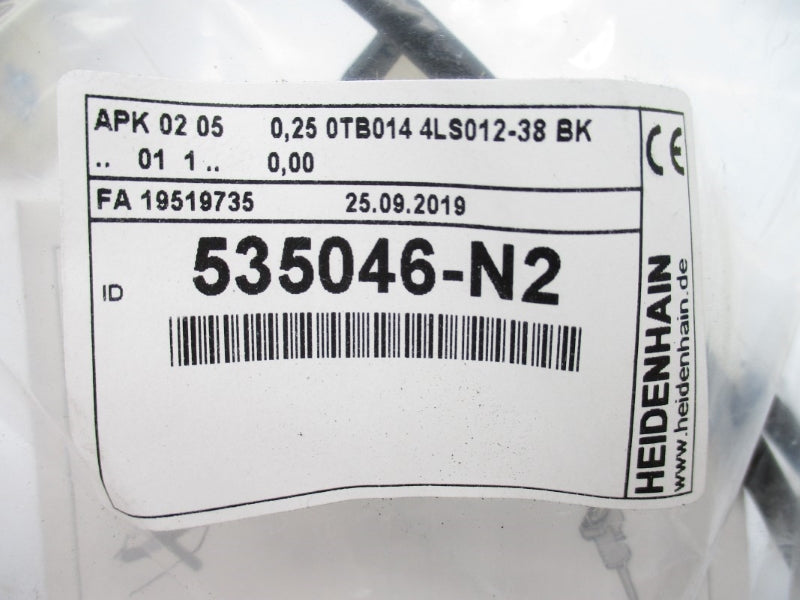 APK 02 05 0,25 0TB014 4LS012-38 BK
.. 01 1 .. 0,00
FA 19519735 25.09.2019
ID 535046-N2
CE
HEIDENHAIN
www.heidenhain.de